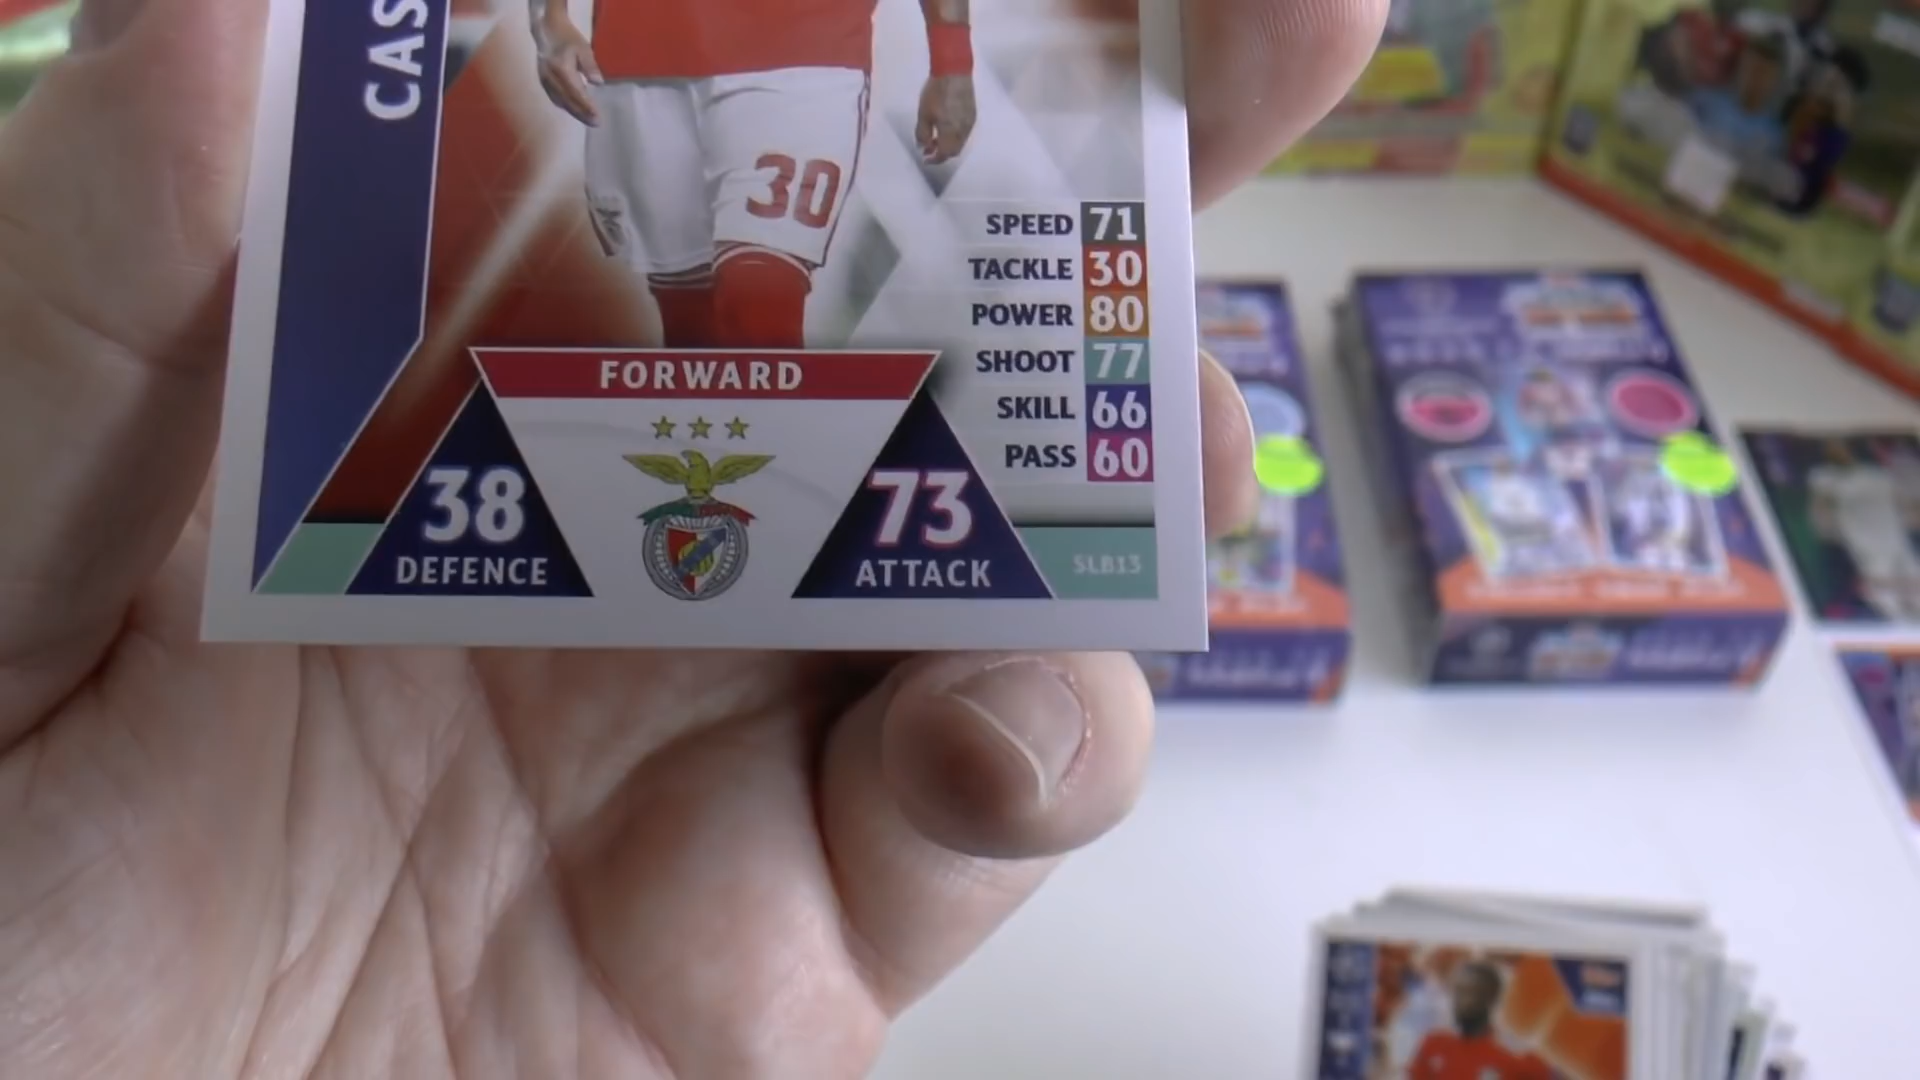 CAS
30
SPEED 71
TACKLE 30
POWER 80
SHOOT 77
SKILL 66
PASS 60
FORWARD
38
DEFENCE
73
ATTACK
SLB13